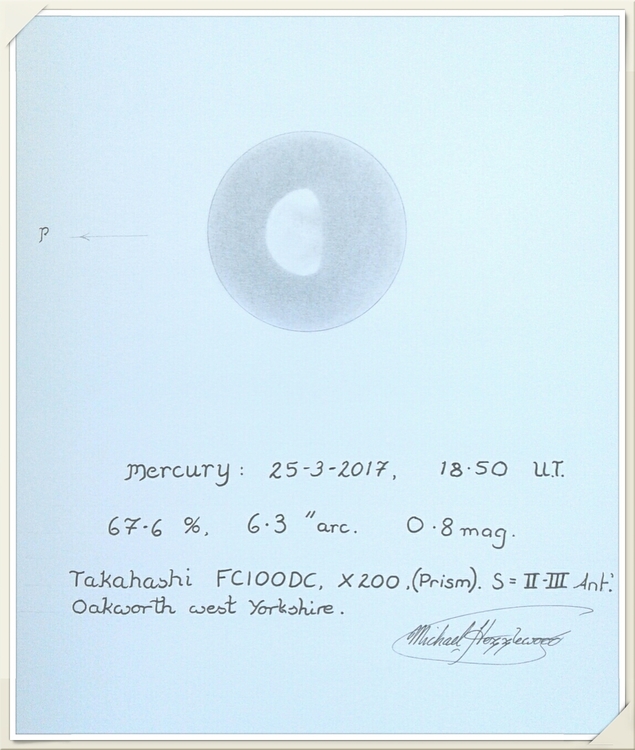 P
Mercury: 25-3-2017, 18·50 U.T.
67·6 %, 6·3 "arc. 0·8 mag.
Takahashi FC100DC, X200, (Prism). S = II-III Ant!
Oakworth west Yorkshire.
Michael